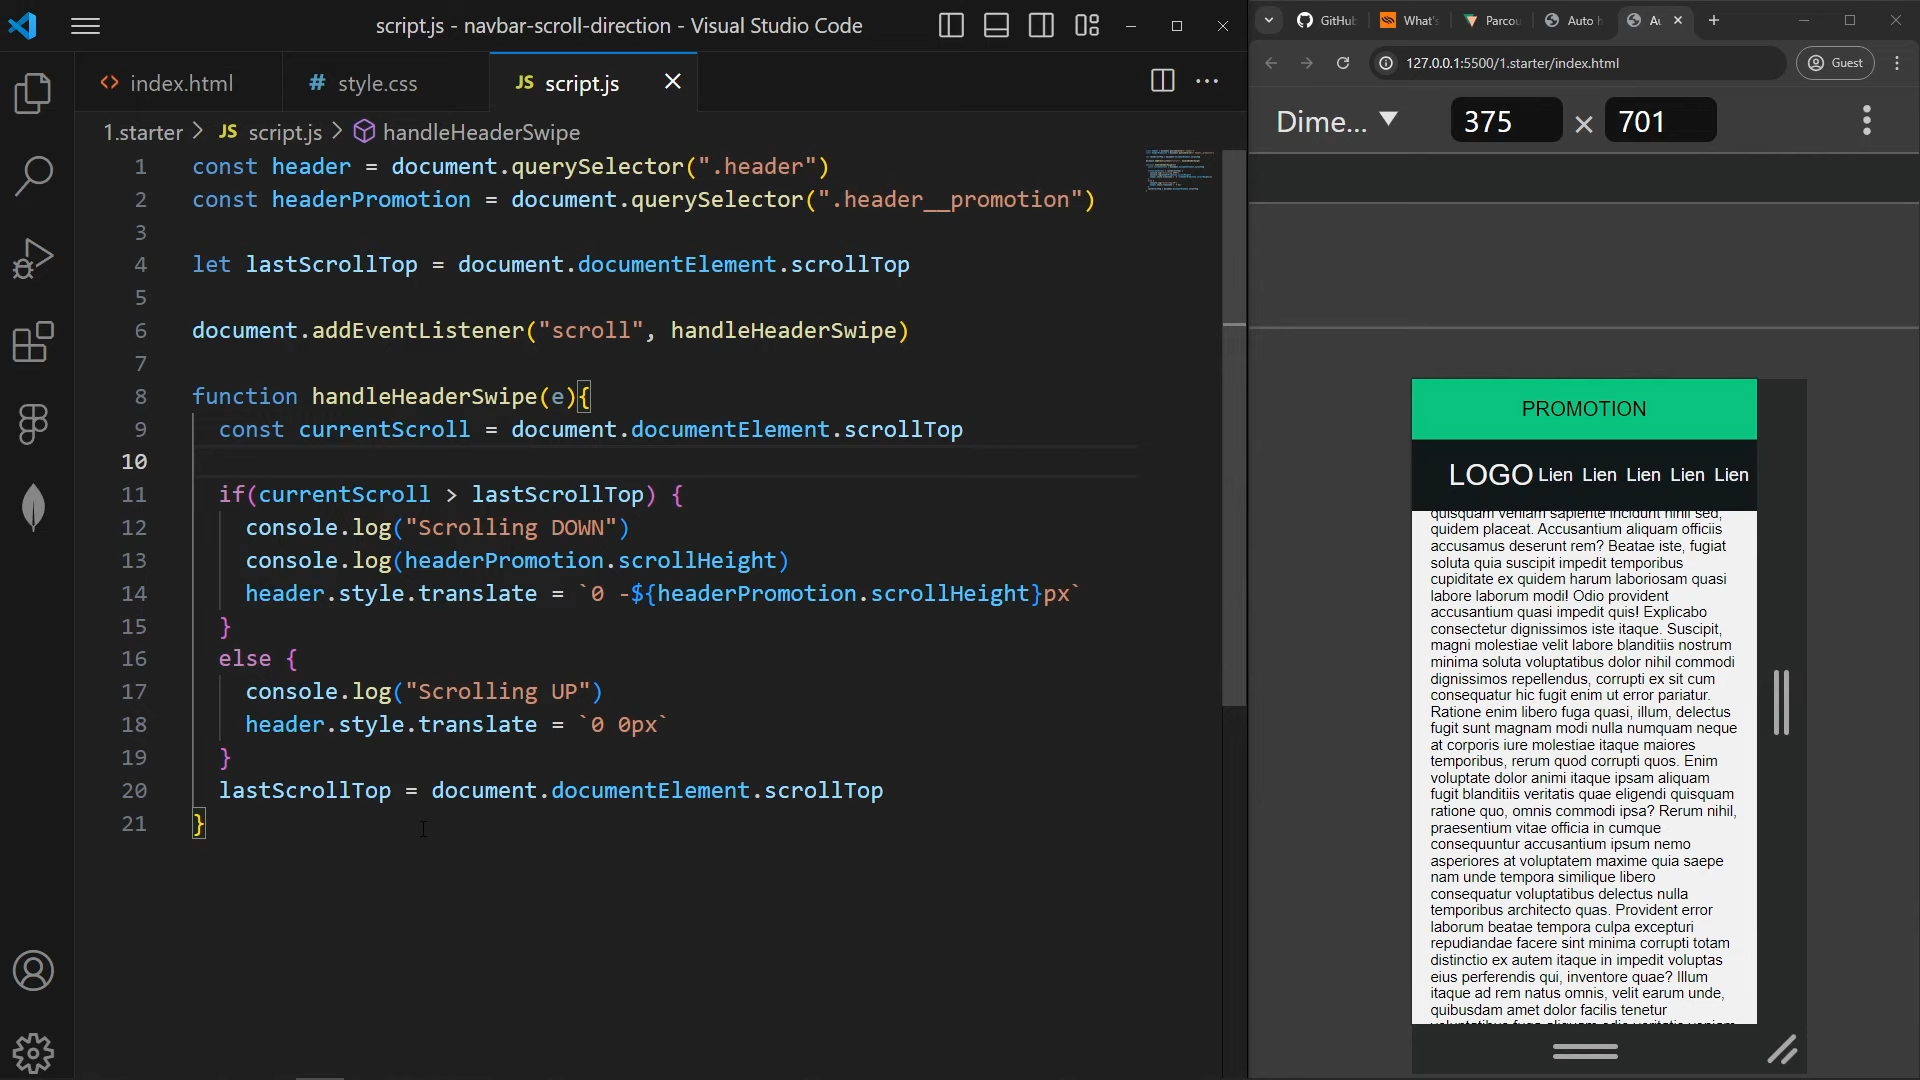 script.js - navbar-scroll-direction - Visual Studio Code
index.html
# style.css
JS script.js
1.starter > JS script.js > handleHeaderSwipe
1 const header = document.querySelector(".header")
2 const headerPromotion = document.querySelector(".header__promotion")
3
4 let lastScrollTop = document.documentElement.scrollTop
5
6 document.addEventListener("scroll", handleHeaderSwipe)
7
8 function handleHeaderSwipe(e){
9 const currentScroll = document.documentElement.scrollTop
10
11 if(currentScroll > lastScrollTop) {
12 console.log("Scrolling DOWN")
13 console.log(headerPromotion.scrollHeight)
14 header.style.translate = `0 -${headerPromotion.scrollHeight}px`
15 }
16 else {
17 console.log("Scrolling UP")
18 header.style.translate = `0 0px`
19 }
20 lastScrollTop = document.documentElement.scrollTop
21 }
GitHub
What's
Parcou
Auto h
Au
127.0.0.1:5500/1.starter/index.html
Guest
Dime...
375 × 701
PROMOTION
LOGO Lien Lien Lien Lien Lien
quisquam veniam sapiente incidunt nihil sed,
quidem placeat. Accusantium aliquam officiis
accusamus deserunt rem? Beatae iste, fugiat
soluta quia suscipit impedit temporibus
cupiditate ex quidem harum laboriosam quasi
labore laborum modi! Odio provident
accusantium quasi impedit quis! Explicabo
consectetur dignissimos iste itaque. Suscipit,
magni molestiae velit labore blanditiis nostrum
minima soluta voluptatibus dolor nihil commodi
dignissimos repellendus, corrupti ex sit cum
consequatur hic fugit enim ut error pariatur.
Ratione enim libero fuga quasi, illum, delectus
fugit sunt magnam modi nulla numquam neque
at corporis iure molestiae itaque maiores
temporibus, rerum quod corrupti quos. Enim
voluptate dolor animi itaque ipsam aliquam
fugit blanditiis veritatis quae eligendi quisquam
ratione quo, omnis commodi ipsa? Rerum nihil,
praesentium vitae officia in cumque
consequuntur accusantium ipsum nemo
asperiores at voluptatem maxime quia saepe
nam unde tempora similique libero
consequatur voluptatibus delectus nulla
temporibus architecto quas. Provident error
laborum beatae tempora culpa excepturi
repudiandae facere sint minima corrupti totam
distinctio ex autem itaque in impedit voluptas
eius perferendis qui, inventore quae? Illum
itaque ad rem natus omnis, velit earum unde,
quibusdam amet dolor facilis tenetur